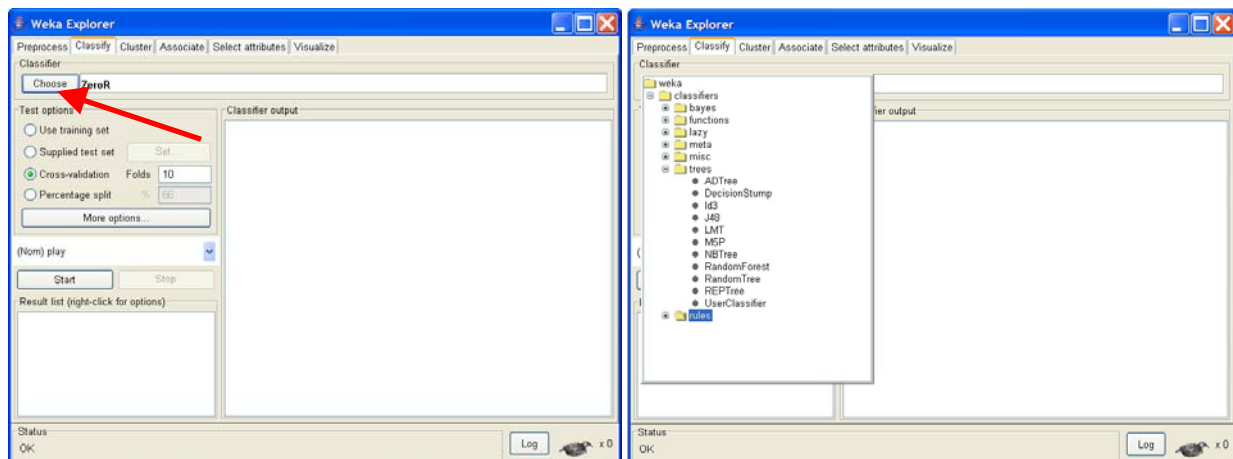 Weka Explorer
Preprocess Classify Cluster Associate Select attributes Visualize
Classifier
Choose ZeroR
Test options
Use training set
Supplied test set Set...
Cross-validation Folds 10
Percentage split % 66
More options...
(Nom) play
Start Stop
Result list (right-click for options)
Classifier output
Status
OK
Log x 0
Weka Explorer
Preprocess Classify Cluster Associate Select attributes Visualize
Classifier
weka
classifiers
bayes
functions
lazy
meta
misc
trees
ADTree
DecisionStump
Id3
J48
LMT
M5P
NBTree
RandomForest
RandomTree
REPTree
UserClassifier
rules
ier output
Status
OK
Log x 0